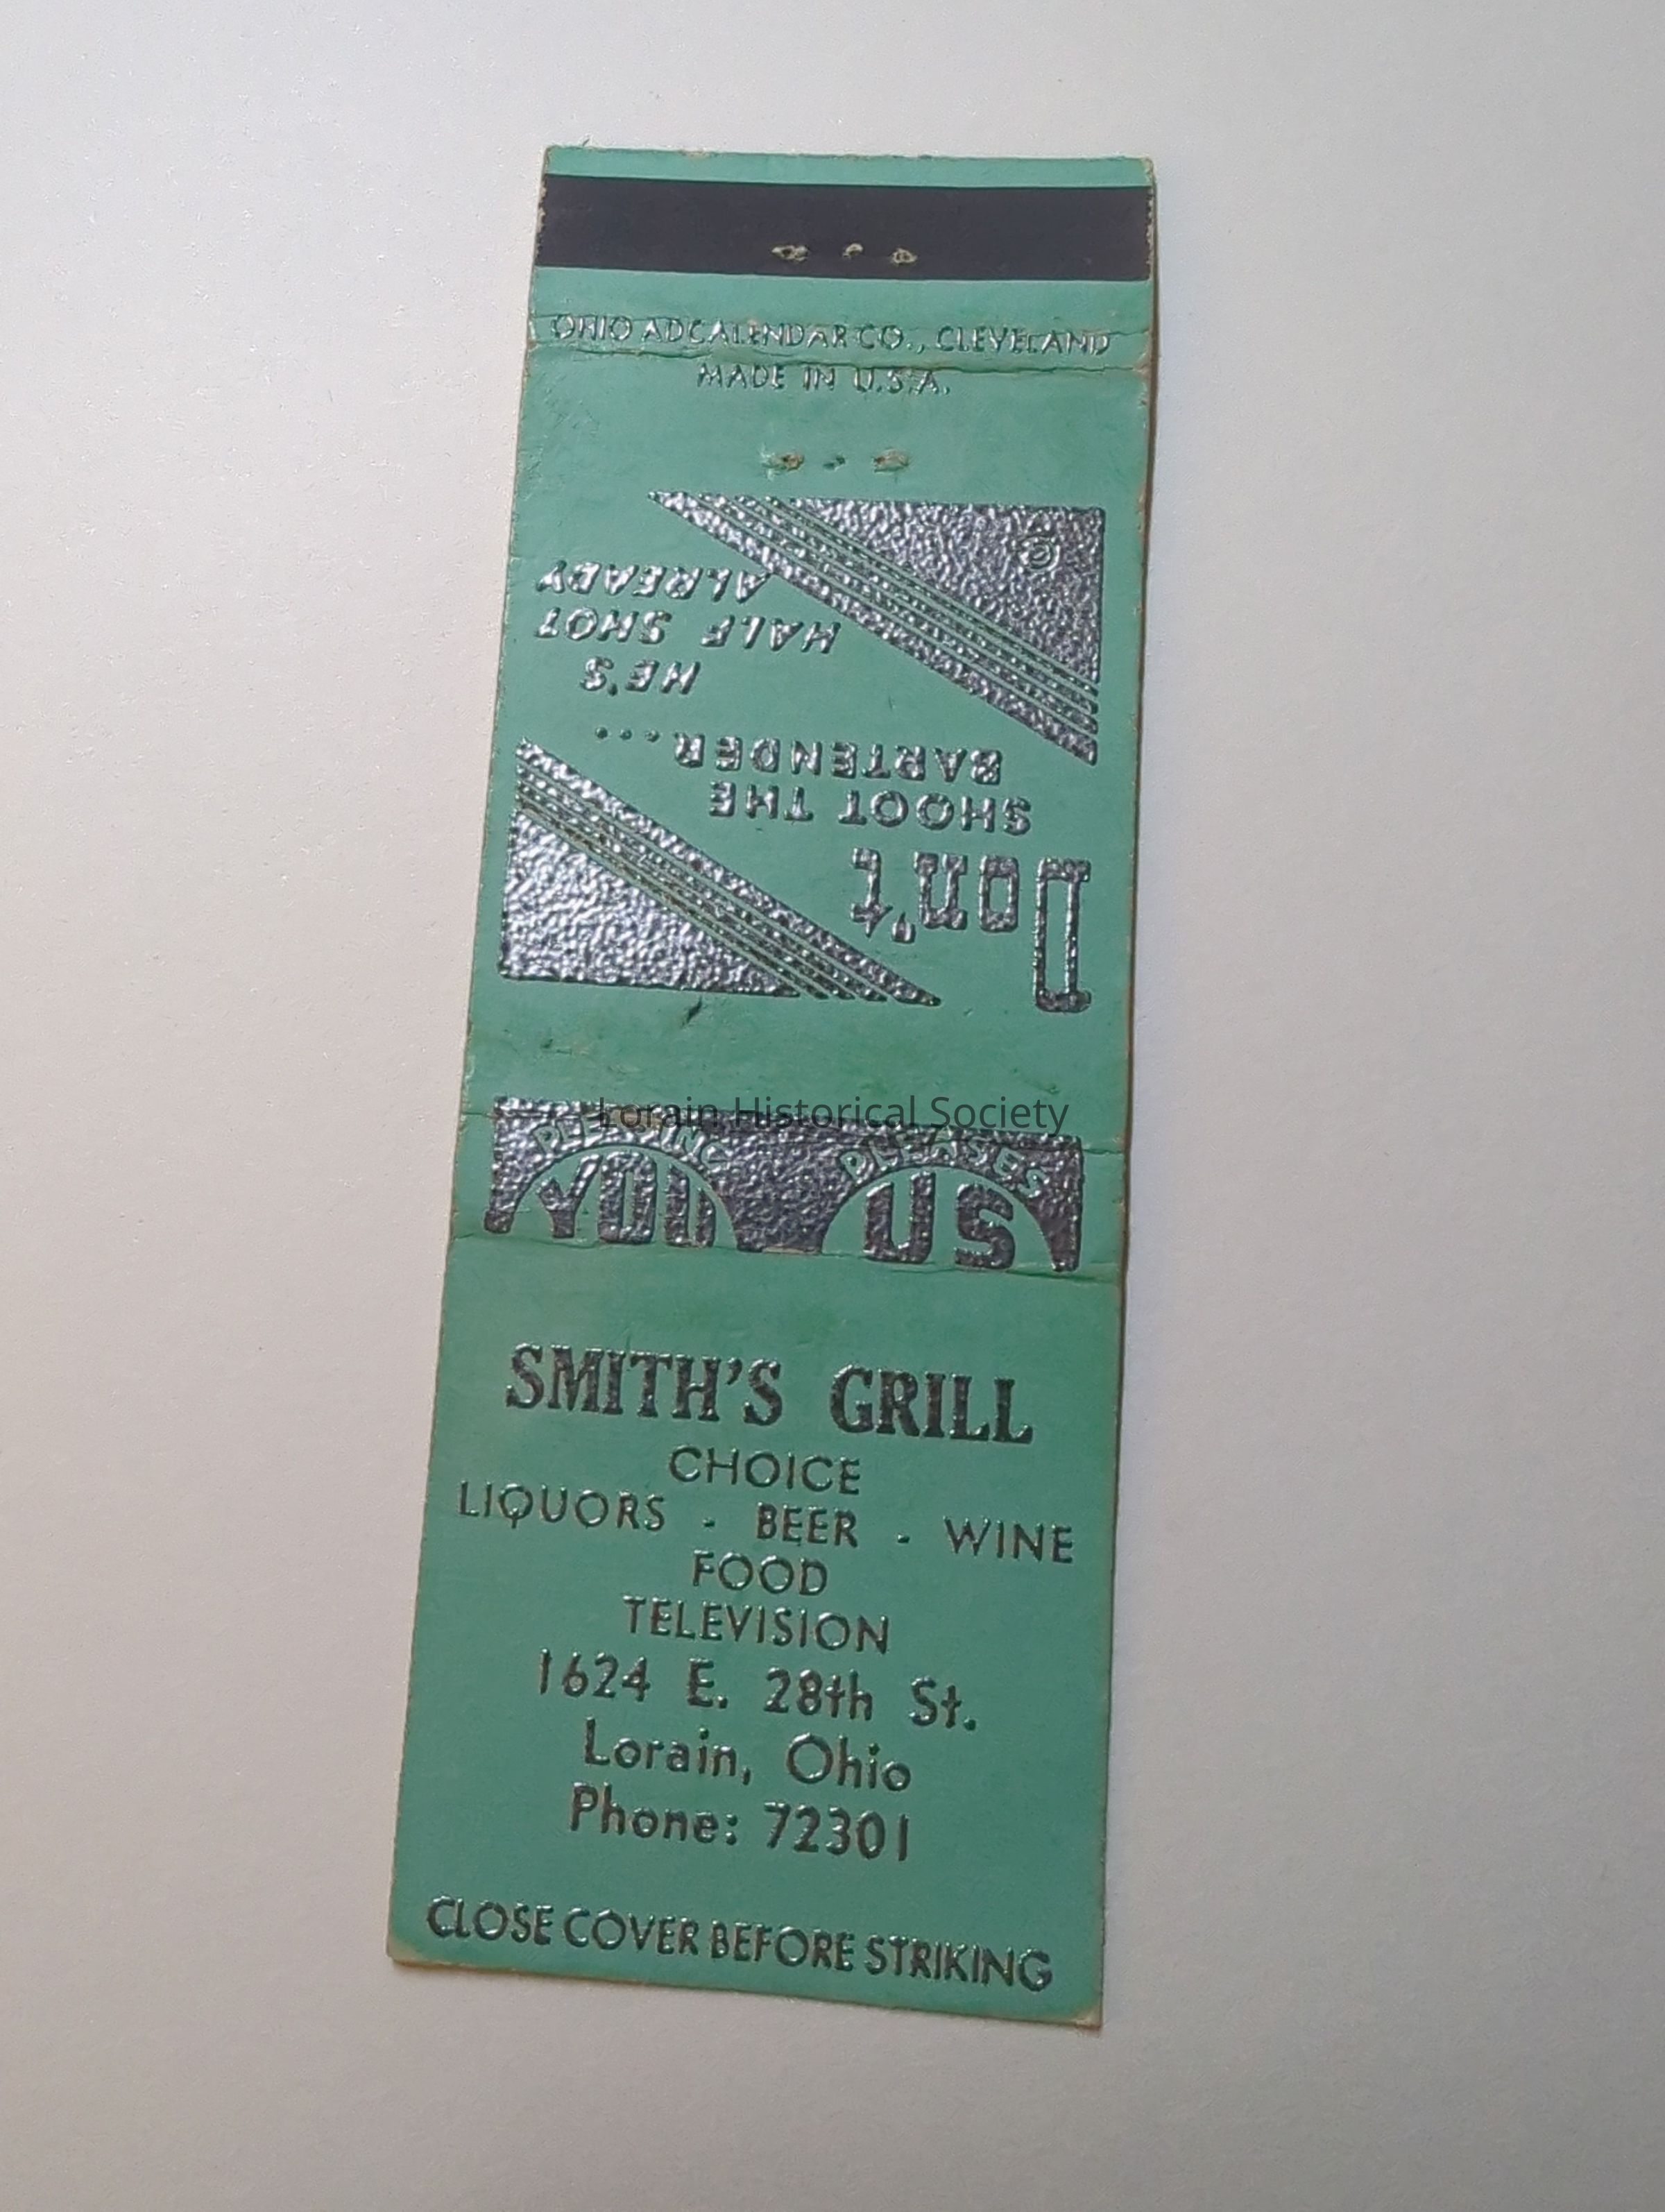 OHIO ADCALENDAR CO., CLEVELAND
MADE IN U.S.A.
Don't
SHOOT THE
BARTENDER....
HE'S
HALF SHOT
ALREADY
Lorain Historical Society
PLEASING PLEASES
YOU US
SMITH'S GRILL
CHOICE
LIQUORS - BEER - WINE
FOOD
TELEVISION
1624 E. 28th St.
Lorain, Ohio
Phone: 72301
CLOSE COVER BEFORE STRIKING